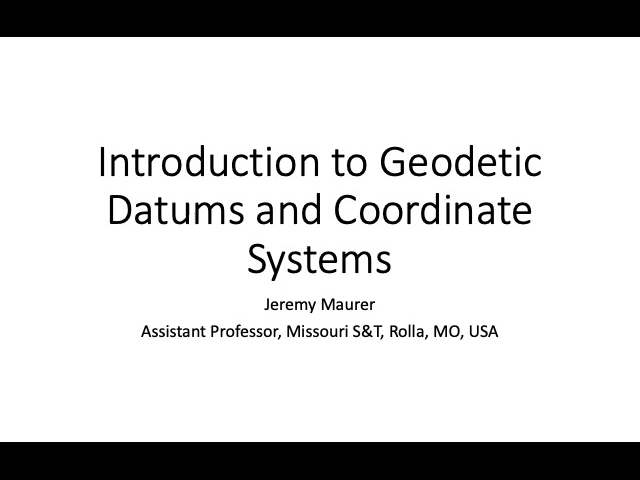 Introduction to Geodetic
Datums and Coordinate
Systems
Jeremy Maurer
Assistant Professor, Missouri S&T, Rolla, MO, USA